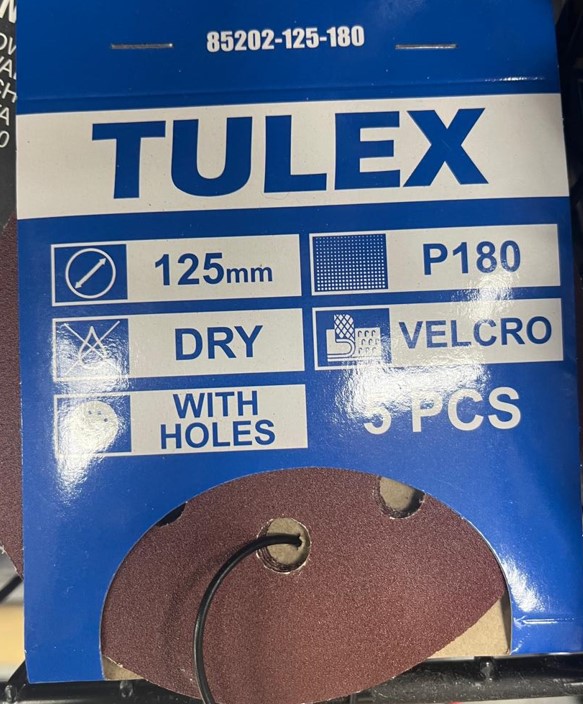 85202-125-180
TULEX
125mm
P180
DRY
VELCRO
WITH
HOLES
5 PCS